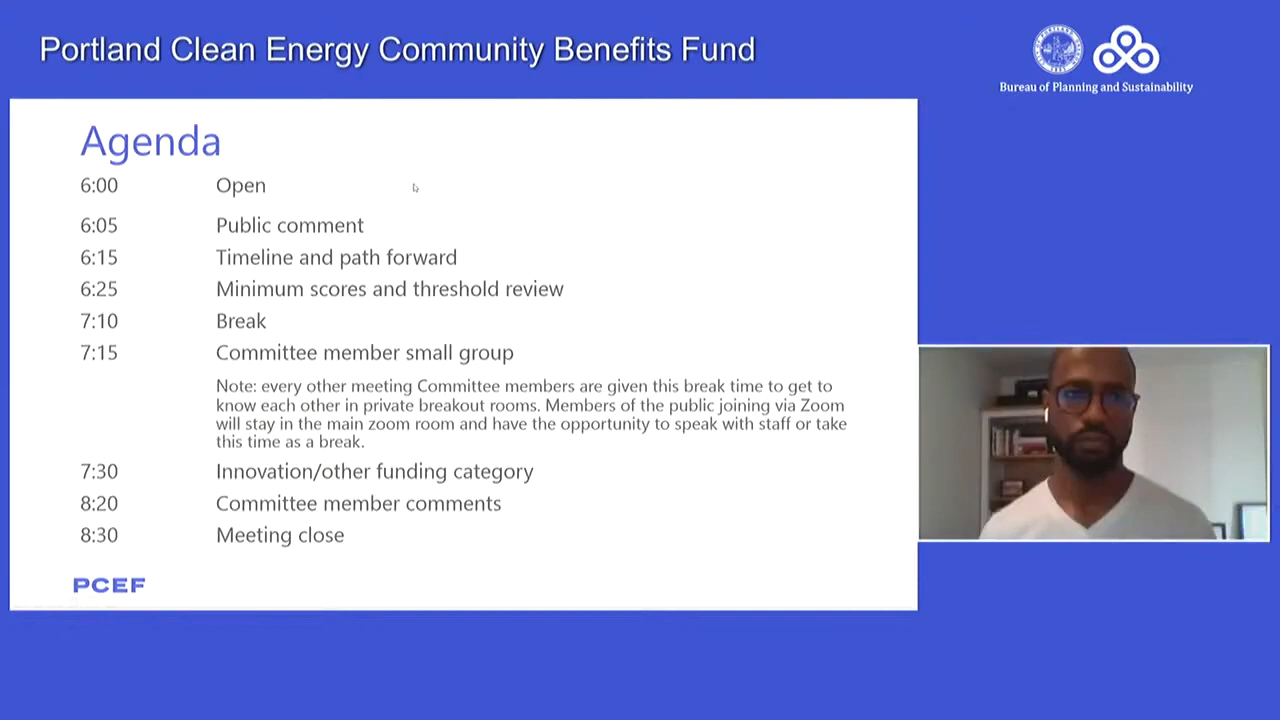 Portland Clean Energy Community Benefits Fund
Bureau of Planning and Sustainability
Agenda
6:00 Open
6:05 Public comment
6:15 Timeline and path forward
6:25 Minimum scores and threshold review
7:10 Break
7:15 Committee member small group
Note: every other meeting Committee members are given this break time to get to
know each other in private breakout rooms. Members of the public joining via Zoom
will stay in the main zoom room and have the opportunity to speak with staff or take
this time as a break.
7:30 Innovation/other funding category
8:20 Committee member comments
8:30 Meeting close
PCEF